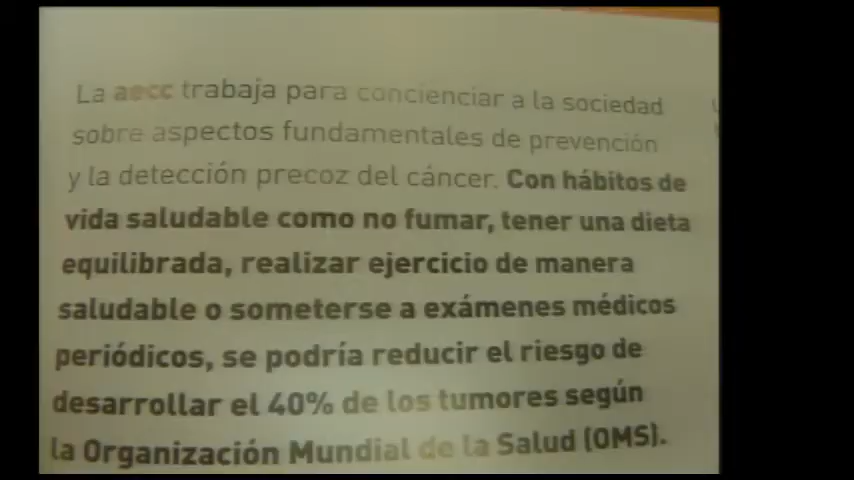 La aecc trabaja para concienciar a la sociedad
sobre aspectos fundamentales de prevención
y la detección precoz del cáncer. Con hábitos de
vida saludable como no fumar, tener una dieta
equilibrada, realizar ejercicio de manera
saludable o someterse a exámenes médicos
periódicos, se podría reducir el riesgo de
desarrollar el 40% de los tumores según
la Organización Mundial de la Salud (OMS).